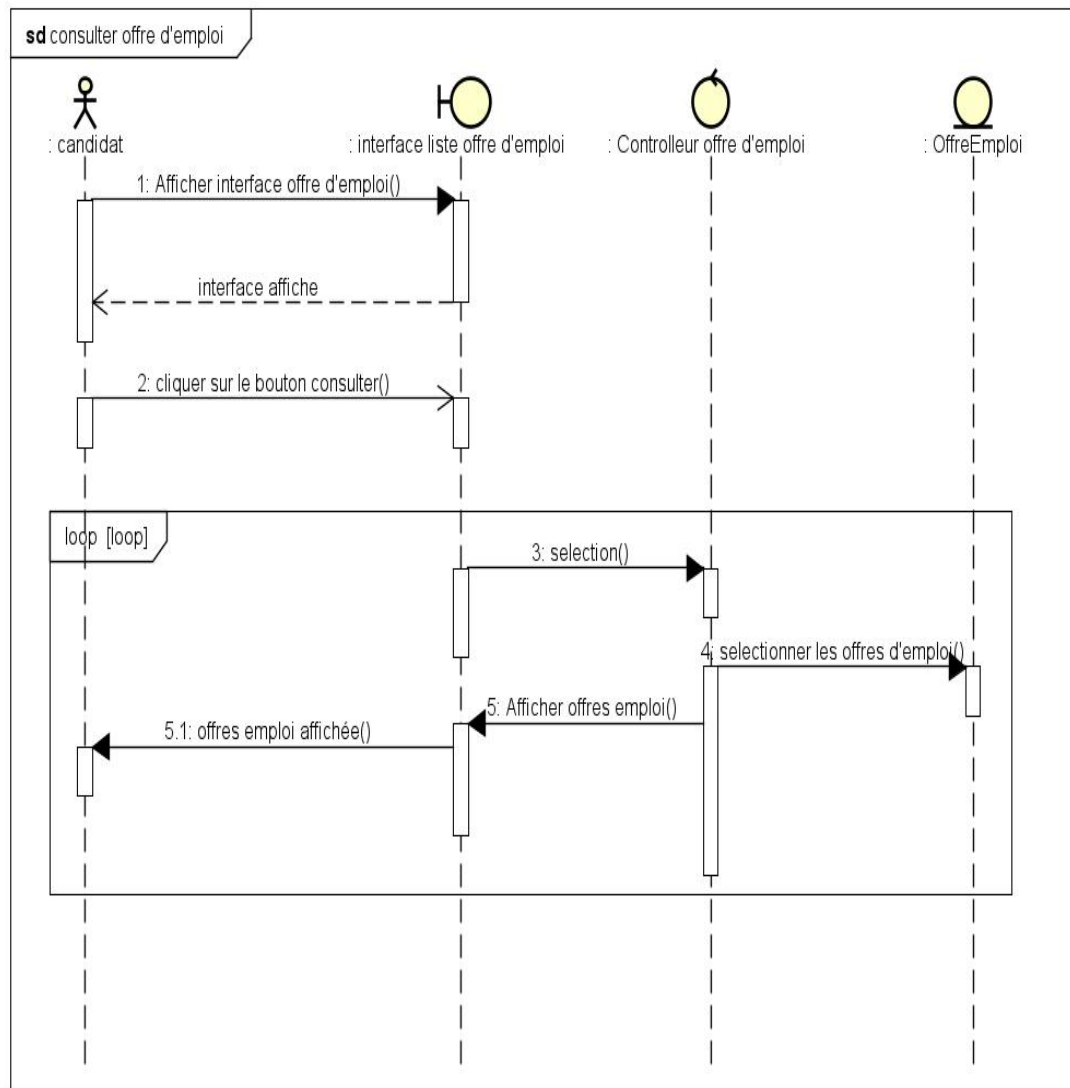 sd consulter offre d'emploi
: candidat
: interface liste offre d'emploi
: Controlleur offre d'emploi
: OffreEmploi
1: Afficher interface offre d'emploi()
interface affiche
2: cliquer sur le bouton consulter()
loop [loop]
3: selection()
4: selectionner les offres d'emploi()
5: Afficher offres emploi()
5.1: offres emploi affichée()